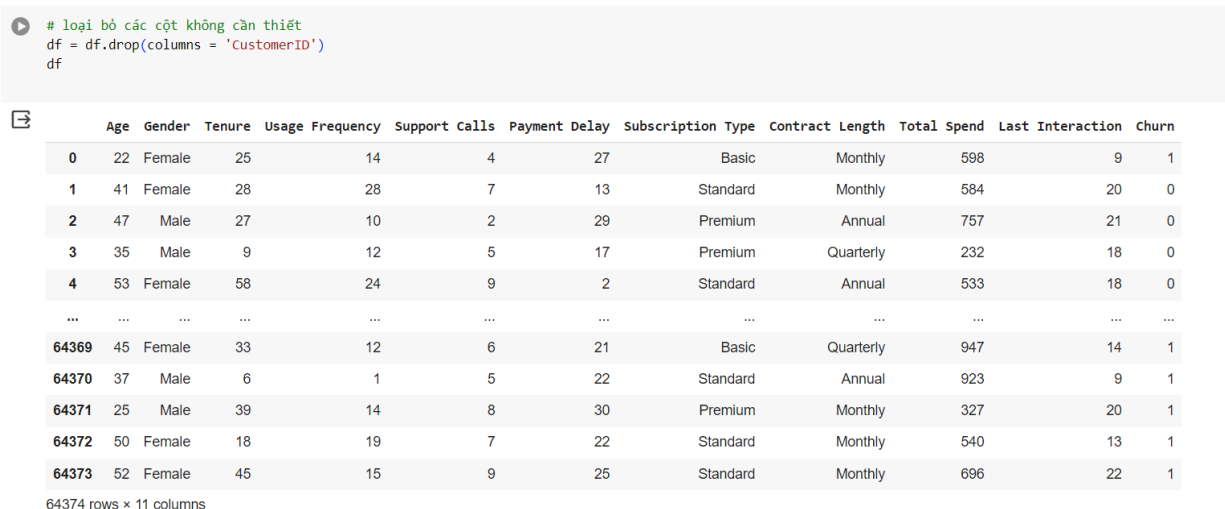 # loại bỏ các cột không cần thiết
df = df.drop(columns = 'CustomerID')
df
Age Gender Tenure Usage Frequency Support Calls Payment Delay Subscription Type Contract Length Total Spend Last Interaction Churn
0 22 Female 25 14 4 27 Basic Monthly 598 9 1
1 41 Female 28 28 7 13 Standard Monthly 584 20 0
2 47 Male 27 10 2 29 Premium Annual 757 21 0
3 35 Male 9 12 5 17 Premium Quarterly 232 18 0
4 53 Female 58 24 9 2 Standard Annual 533 18 0
... ... ... ... ... ... ... ... ... ... ... ...
64369 45 Female 33 12 6 21 Basic Quarterly 947 14 1
64370 37 Male 6 1 5 22 Standard Annual 923 9 1
64371 25 Male 39 14 8 30 Premium Monthly 327 20 1
64372 50 Female 18 19 7 22 Standard Monthly 540 13 1
64373 52 Female 45 15 9 25 Standard Monthly 696 22 1
64374 rows × 11 columns